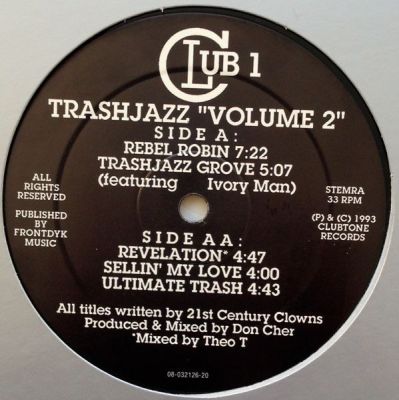 CLUB 1
TRASHJAZZ "VOLUME 2"
SIDE A:
REBEL ROBIN 7:22
TRASHJAZZ GROVE 5:07
(featuring Ivory Man)
ALL
RIGHTS
RESERVED
PUBLISHED
BY
FRONTDYK
MUSIC
STEMRA
33 RPM
(P) & (C) 1993
CLUBTONE
RECORDS
SIDE AA:
REVELATION* 4:47
SELLIN' MY LOVE 4:00
ULTIMATE TRASH 4:43
All titles written by 21st Century Clowns
Produced & Mixed by Don Cher
*Mixed by Theo T
08-032126-20